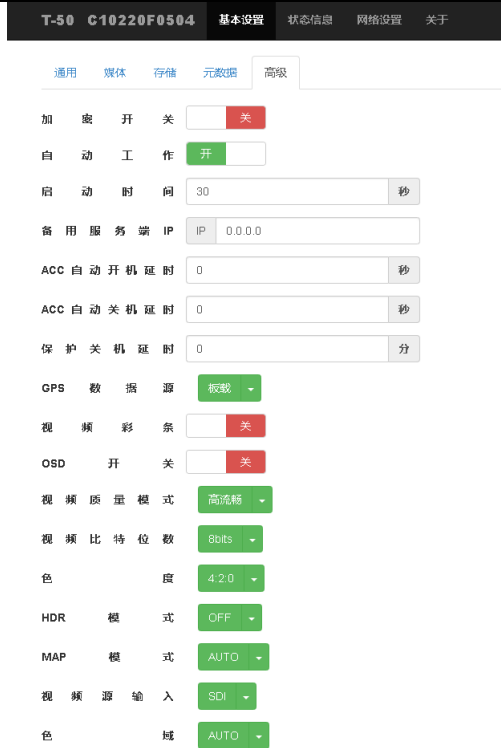 T-50 C10220F0504 基本设置 状态信息 网络设置 关于
通用 媒体 存储 元数据 高级
加密开关 关
自动工作 开
启动时间 30 秒
备用服务端IP IP 0.0.0.0
ACC自动开机延时 0 秒
ACC自动关机延时 0 秒
保护关机延时 0 分
GPS数据源 板载
视频彩条 关
OSD开关 关
视频质量模式 高流畅
视频比特位数 8bits
色度 4:2:0
HDR模式 OFF
MAP模式 AUTO
视频源输入 SDI
色域 AUTO